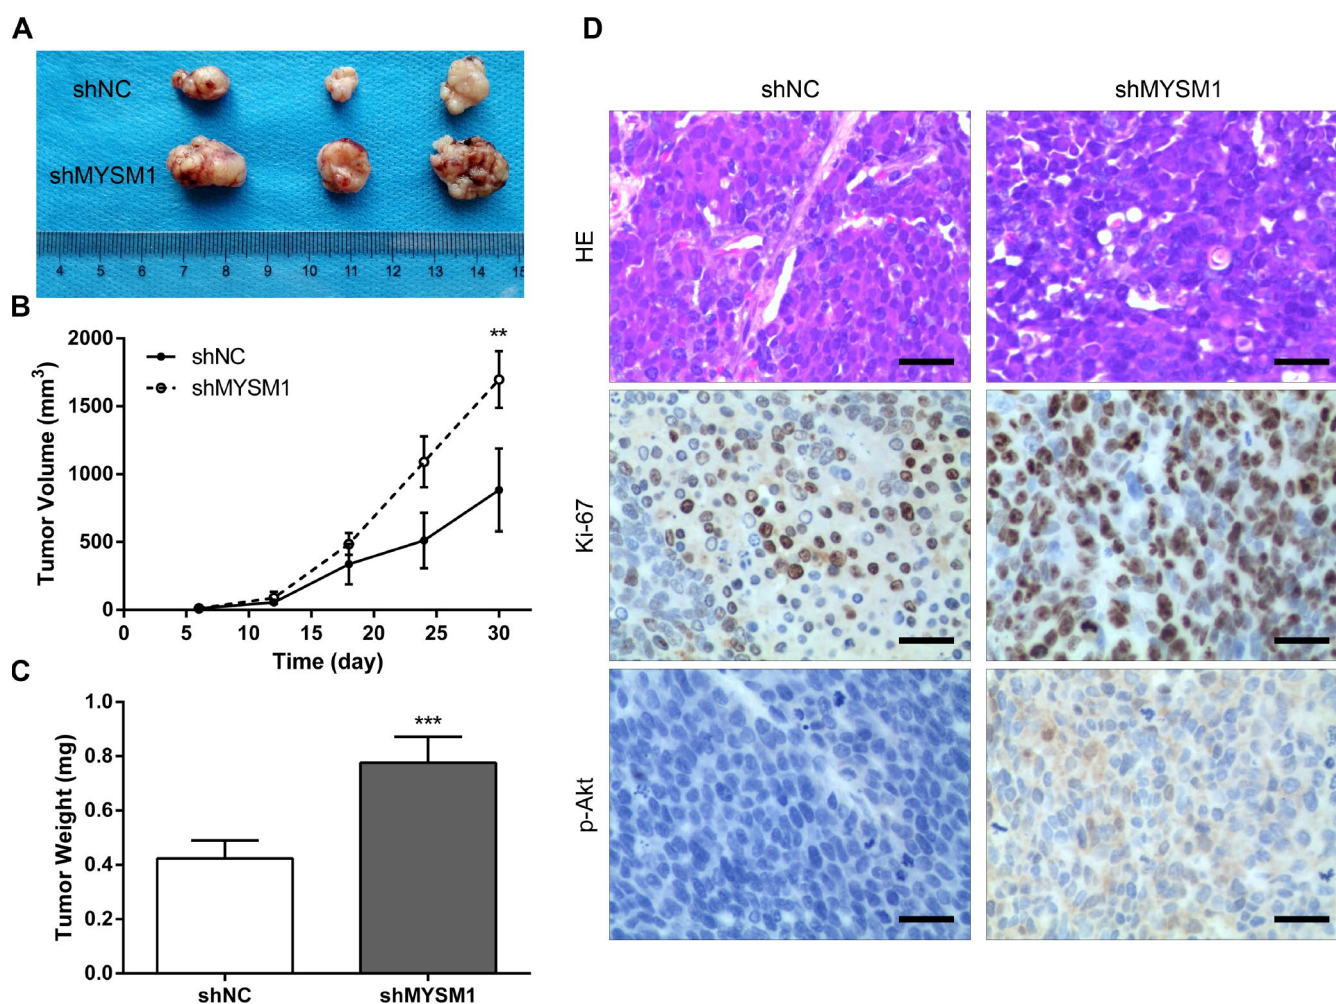 A
shNC
shMYSM1
4 5 6 7 8 9 10 11 12 13 14 15
B
2000
1500
1000
500
0
Tumor Volume (mm³)
shNC
shMYSM1
**
0 5 10 15 20 25 30
Time (day)
C
1.0
0.8
0.6
0.4
0.2
0.0
Tumor Weight (mg)
***
shNC shMYSM1
D
shNC shMYSM1
HE
Ki-67
p-Akt